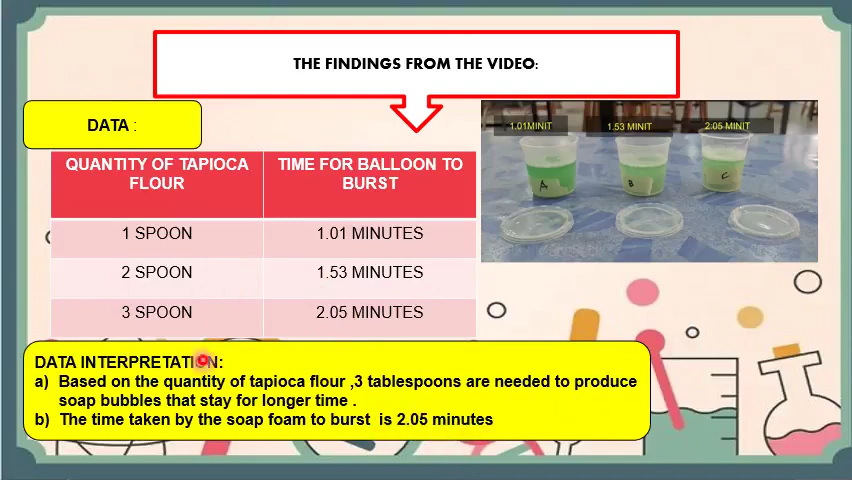 THE FINDINGS FROM THE VIDEO:
DATA :
QUANTITY OF TAPIOCA
FLOUR
TIME FOR BALLOON TO
BURST
1 SPOON
1.01 MINUTES
2 SPOON
1.53 MINUTES
3 SPOON
2.05 MINUTES
1.01MINIT
1.53 MINIT
2.05 MINIT
A
B
C
DATA INTERPRETATION:
a) Based on the quantity of tapioca flour ,3 tablespoons are needed to produce
soap bubbles that stay for longer time .
b) The time taken by the soap foam to burst is 2.05 minutes